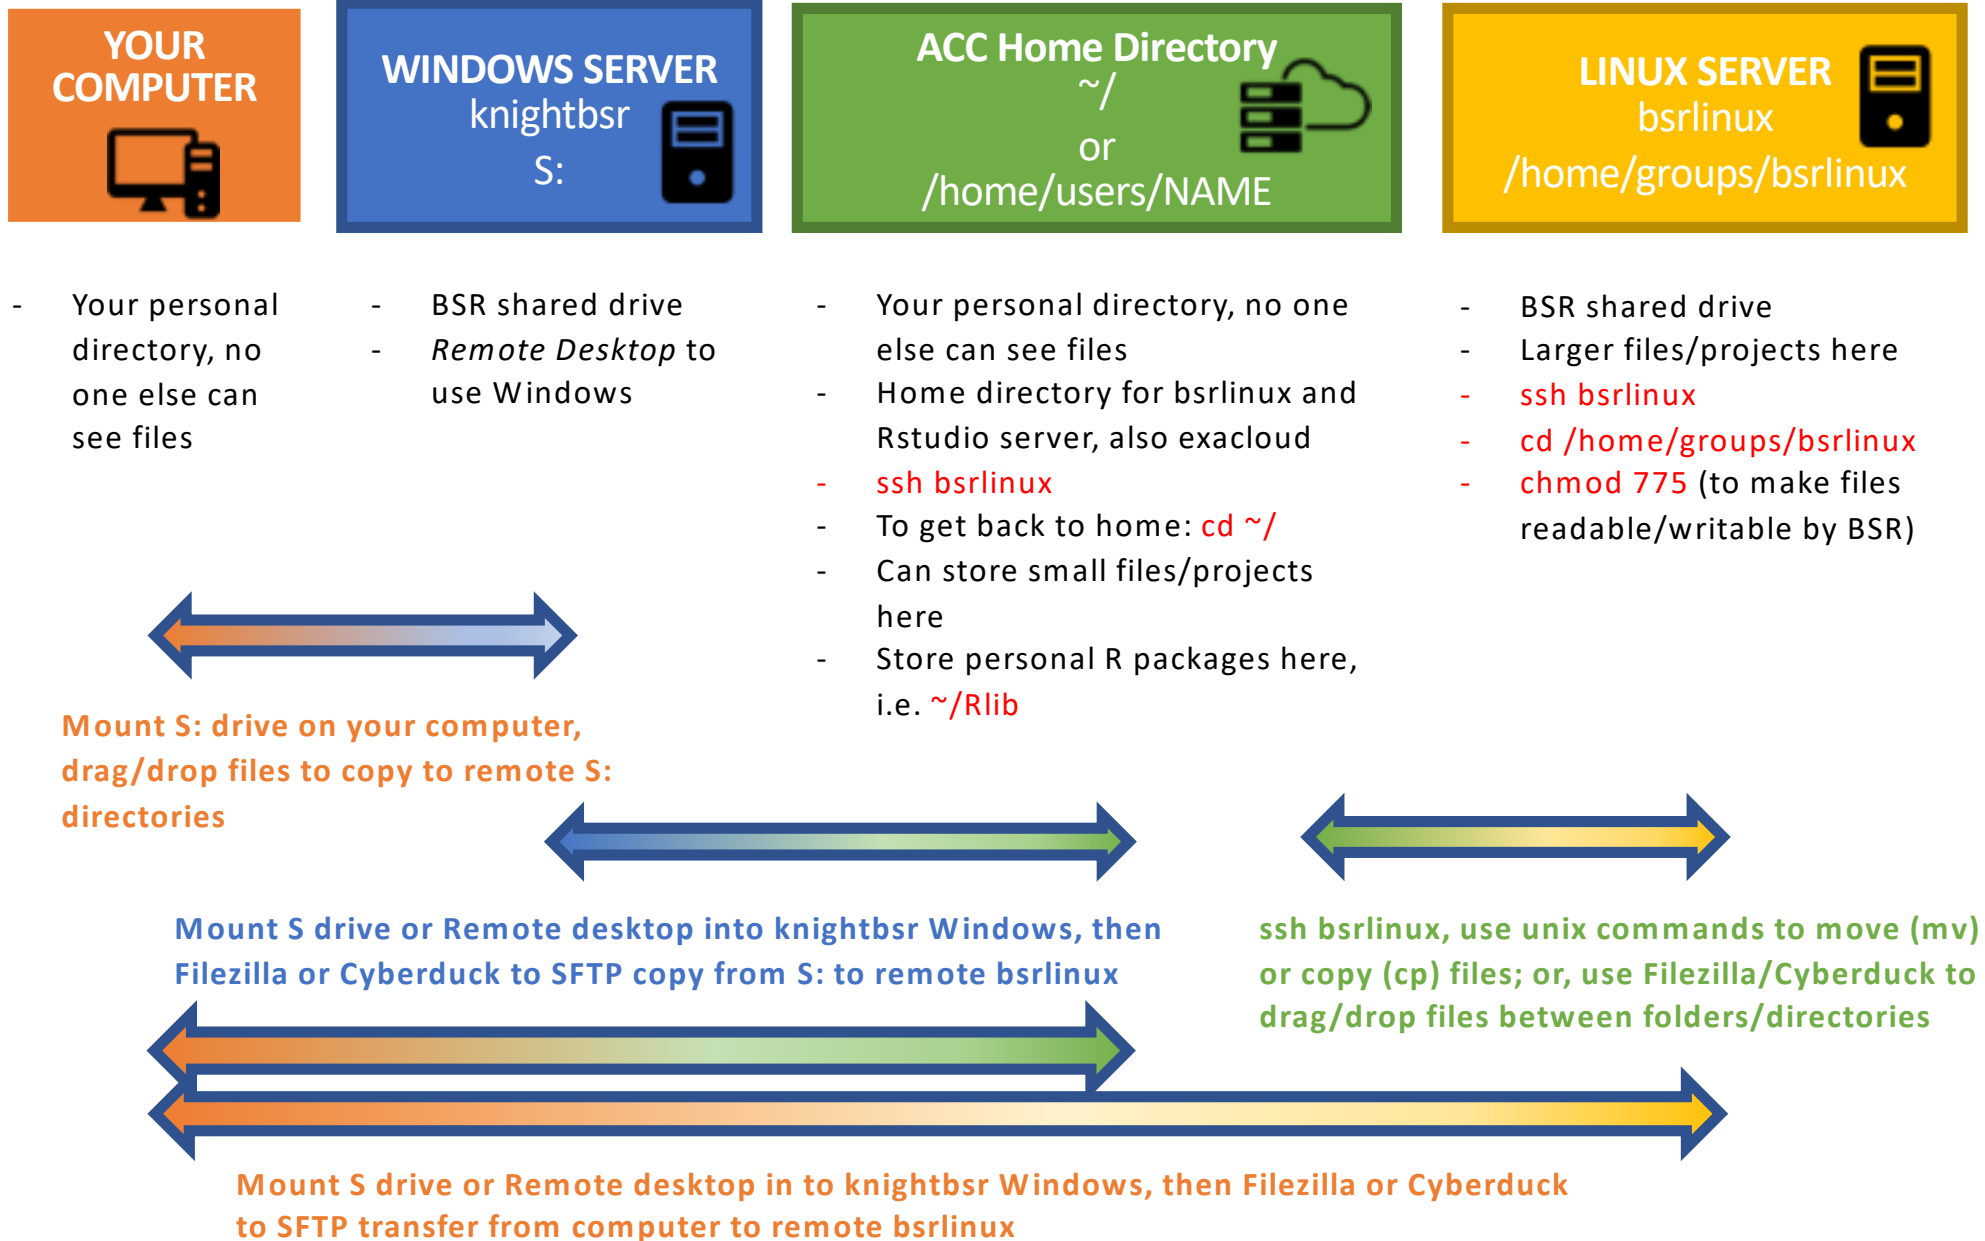 YOUR
COMPUTER
WINDOWS SERVER
knightbsr
S:
ACC Home Directory
~/
or
/home/users/NAME
LINUX SERVER
bsrlinux
/home/groups/bsrlinux
- Your personal
directory, no
one else can
see files
- BSR shared drive
- Remote Desktop to
use Windows
- Your personal directory, no one
else can see files
- Home directory for bsrlinux and
Rstudio server, also exacloud
- ssh bsrlinux
- To get back to home: cd ~/
- Can store small files/projects
here
- Store personal R packages here,
i.e. ~/Rlib
- BSR shared drive
- Larger files/projects here
- ssh bsrlinux
- cd /home/groups/bsrlinux
- chmod 775 (to make files
readable/writable by BSR)
Mount S: drive on your computer,
drag/drop files to copy to remote S:
directories
Mount S drive or Remote desktop into knightbsr Windows, then
Filezilla or Cyberduck to SFTP copy from S: to remote bsrlinux
ssh bsrlinux, use unix commands to move (mv)
or copy (cp) files; or, use Filezilla/Cyberduck to
drag/drop files between folders/directories
Mount S drive or Remote desktop in to knightbsr Windows, then Filezilla or Cyberduck
to SFTP transfer from computer to remote bsrlinux